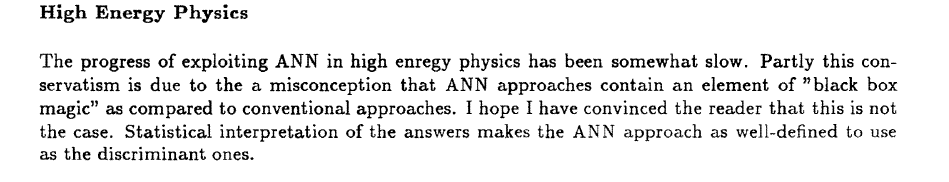 High Energy Physics
The progress of exploiting ANN in high enregy physics has been somewhat slow. Partly this con-
servatism is due to the a misconception that ANN approaches contain an element of "black box
magic" as compared to conventional approaches. I hope I have convinced the reader that this is not
the case. Statistical interpretation of the answers makes the ANN approach as well-defined to use
as the discriminant ones.